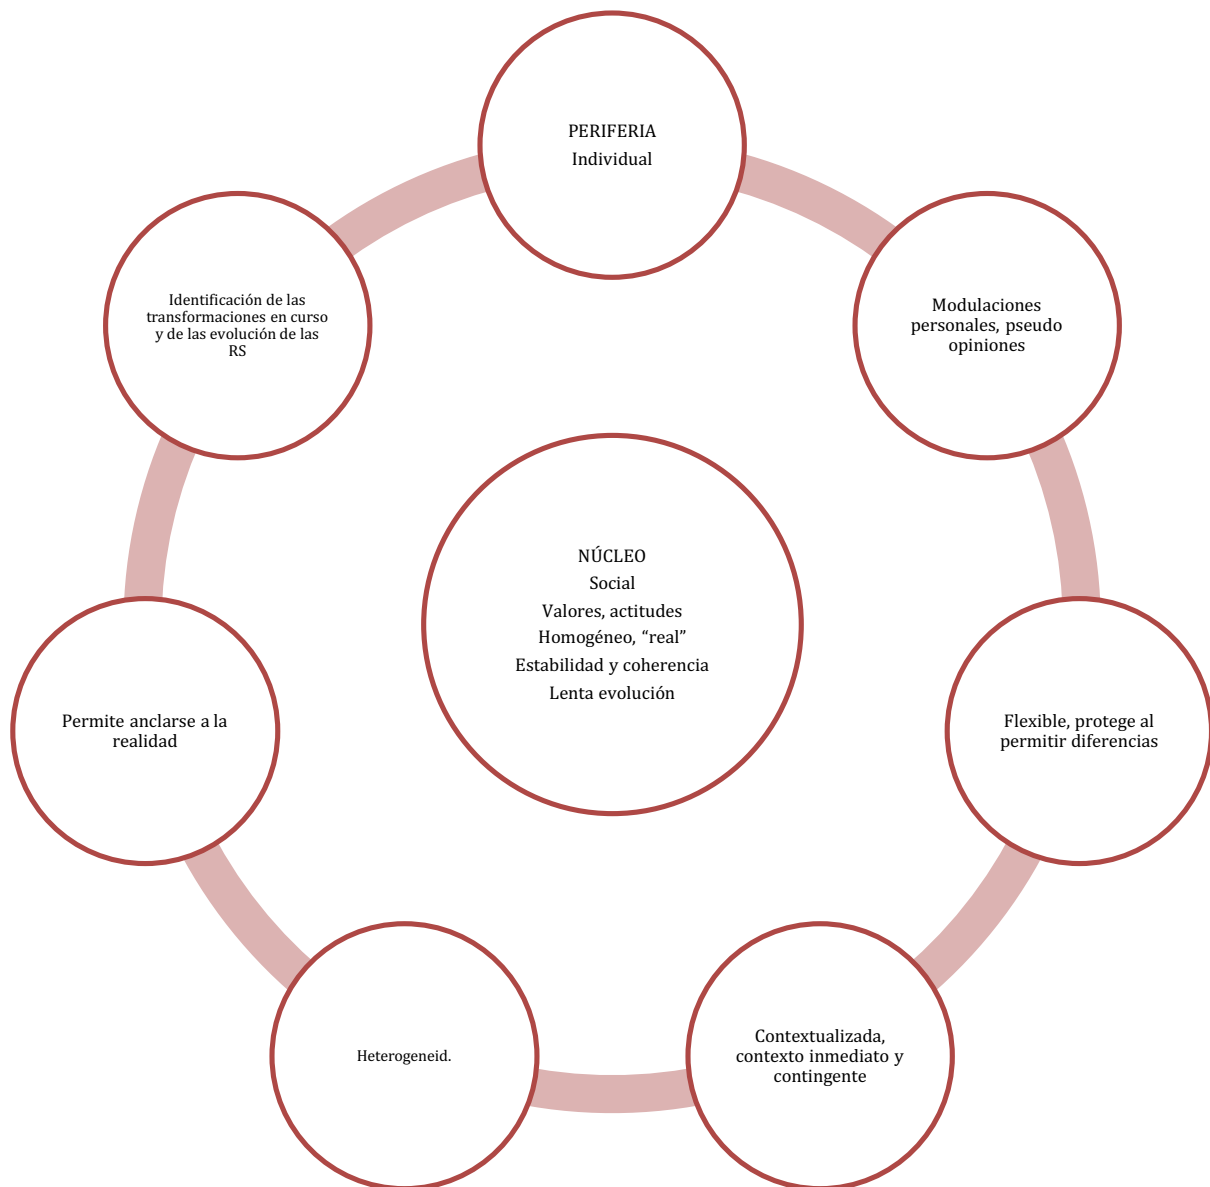 PERIFERIA
Individual
Modulaciones
personales, pseudo
opiniones
Flexible, protege al
permitir diferencias
Contextualizada,
contexto inmediato y
contingente
Heterogeneid.
Permite anclarse a la
realidad
Identificación de las
transformaciones en curso
y de las evolución de las
RS
NÚCLEO
Social
Valores, actitudes
Homogéneo, “real”
Estabilidad y coherencia
Lenta evolución